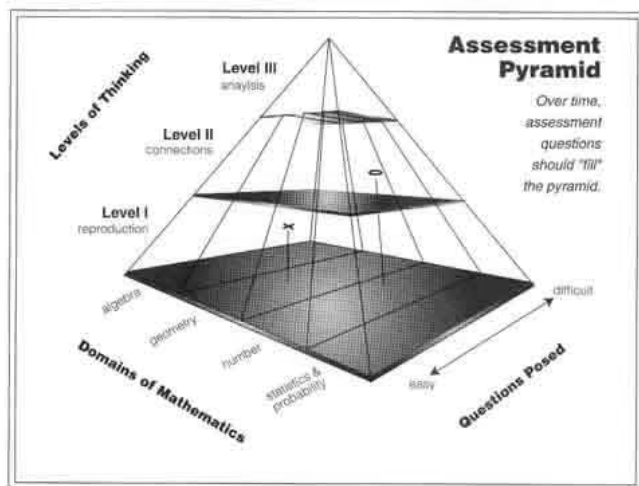 Assessment
Pyramid
Over time,
assessment
questions
should "fill"
the pyramid.
Levels of Thinking
Level III
anaylsis
Level II
connections
Level I
reproduction
x
o
algebra
geometry
number
statistics &
probability
Domains of Mathematics
difficult
easy
Questions Posed